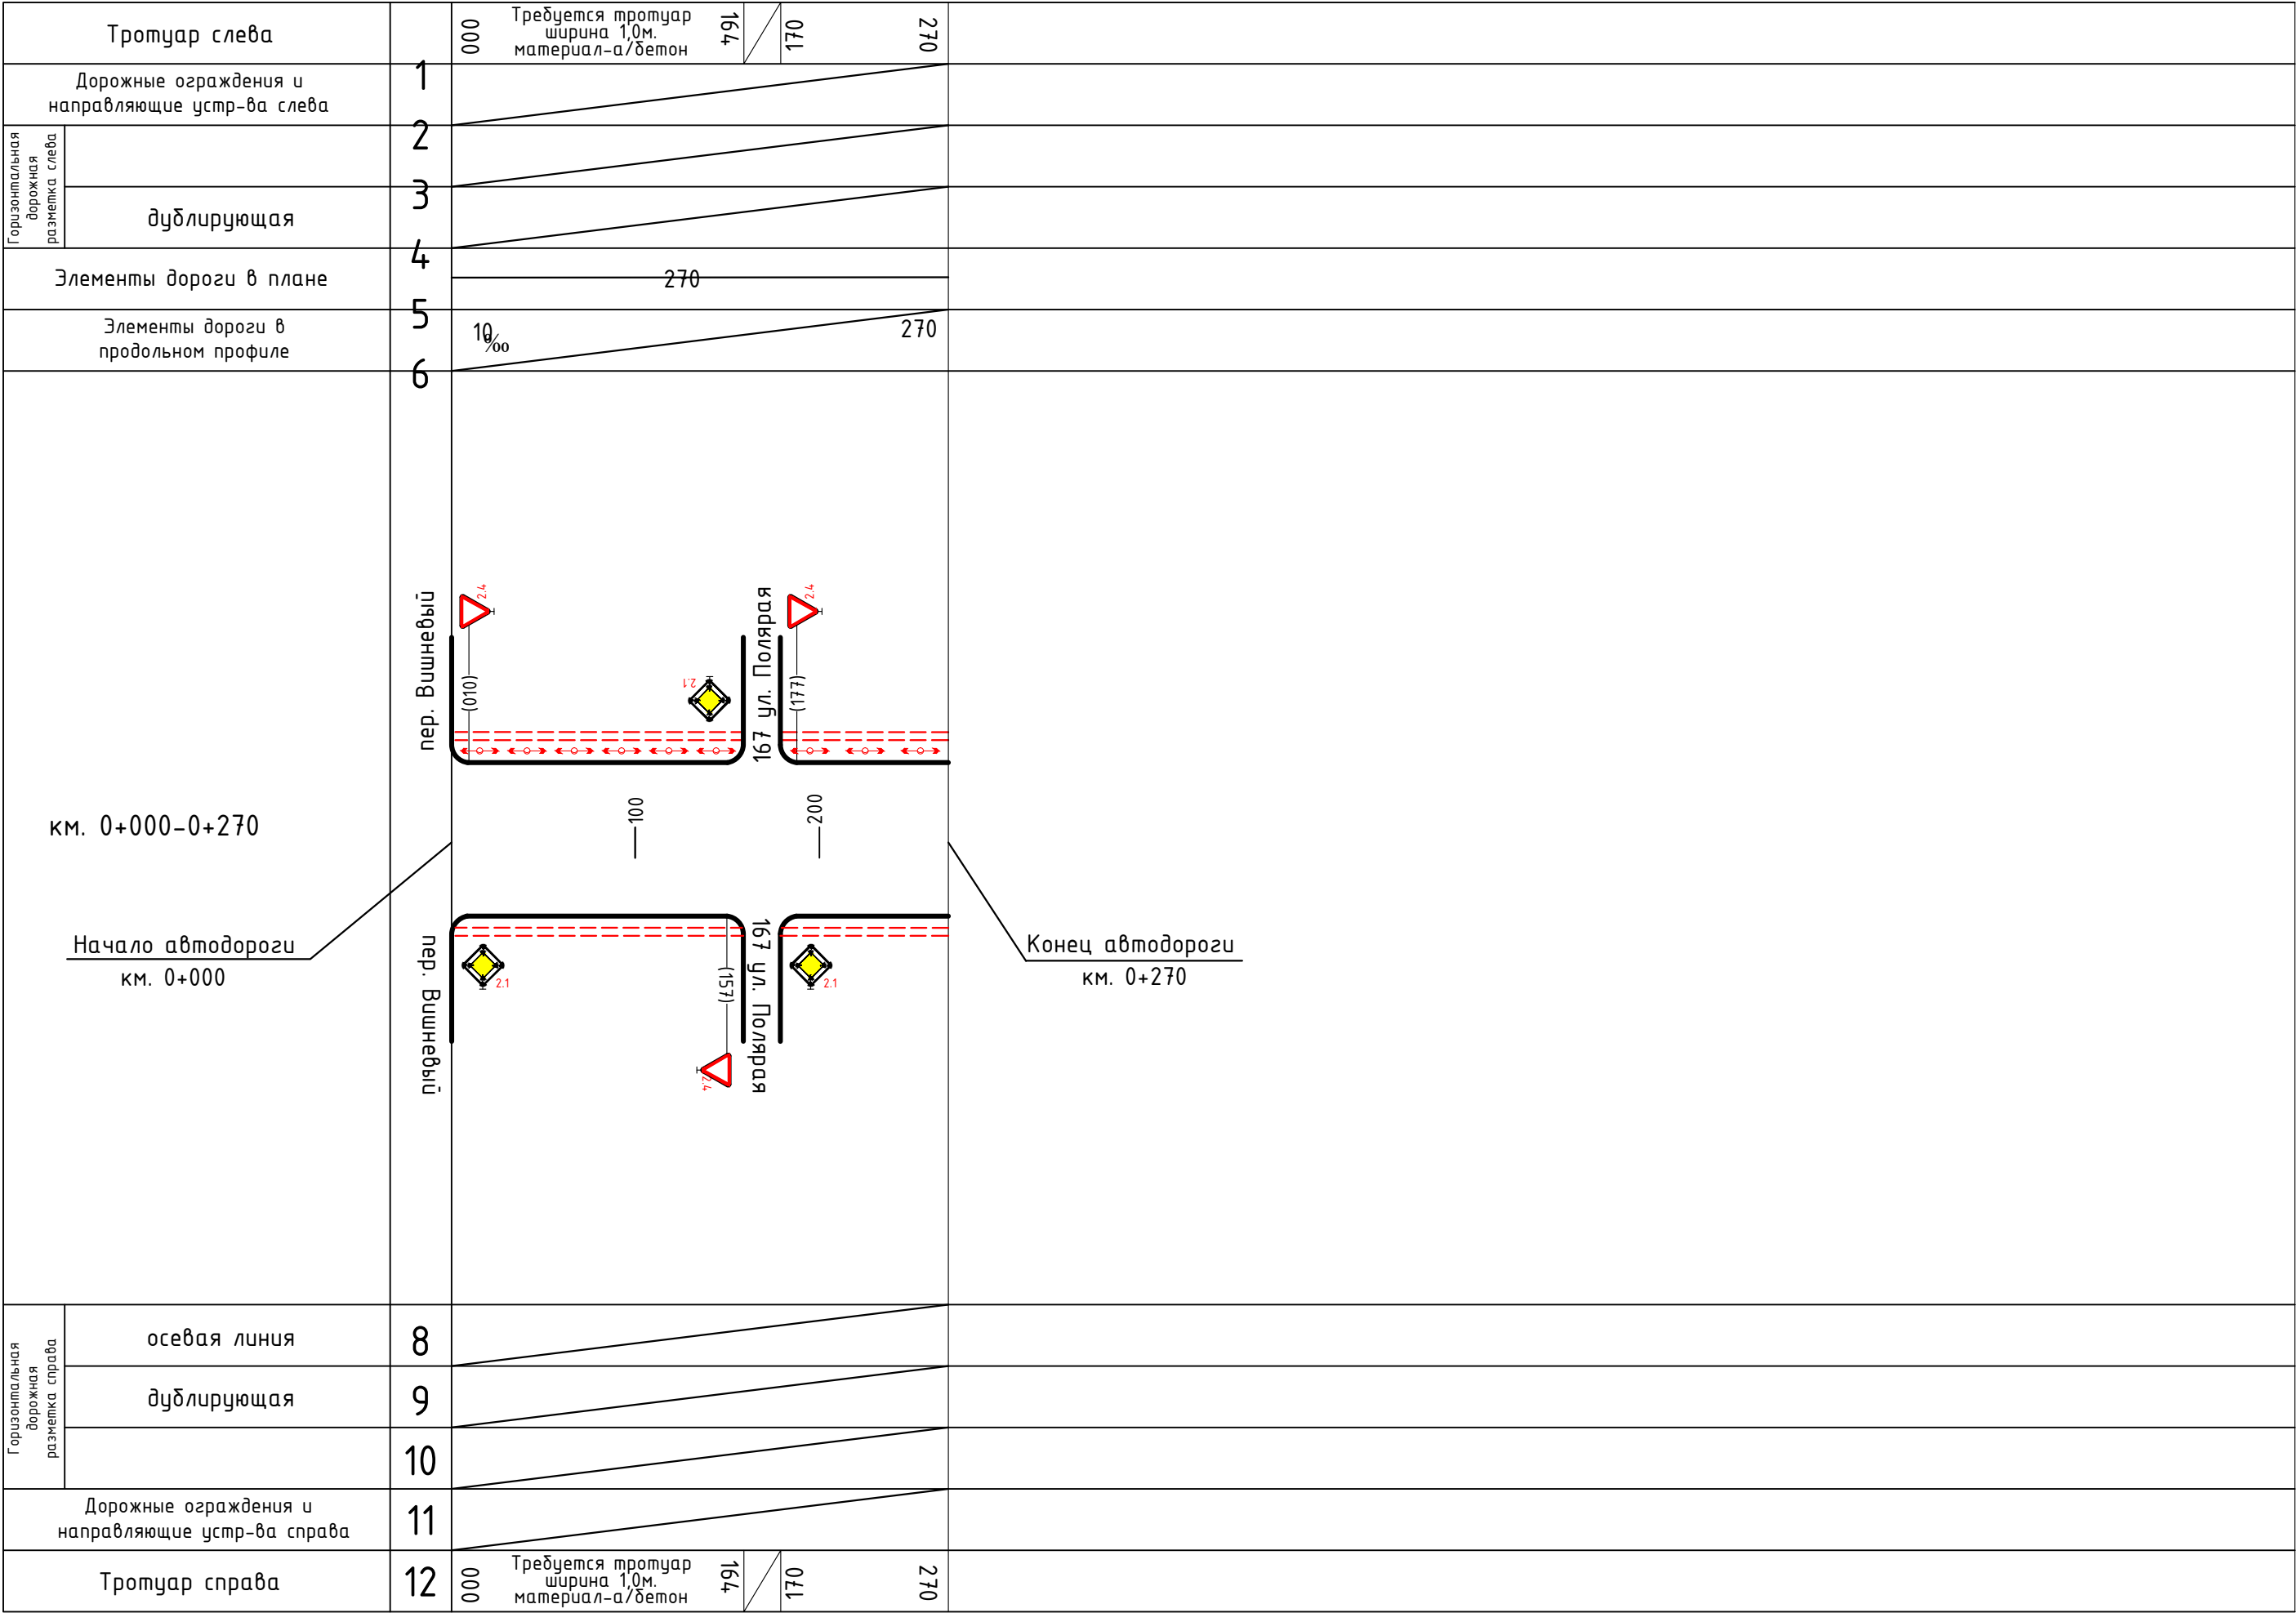 Тротуар слева
000
Требуется тротуар
ширина 1,0м.
материал-а/бетон
164
170
270
Дорожные ограждения и
направляющие устр-ва слева
1
Горизонтальная
дорожная
разметка слева
2
дублирующая
3
Элементы дороги в плане
4
270
Элементы дороги в
продольном профиле
5
10‰
270
6
пер. Вишневый
2.4
(010)
2.1
167 ул. Полярая
2.4
(177)
км. 0+000-0+270
100
200
Начало автодороги
км. 0+000
Конец автодороги
км. 0+270
пер. Вишневый
2.1
(157)
2.4
167 ул. Полярая
2.1
Горизонтальная
дорожная
разметка справа
осевая линия
8
дублирующая
9
10
Дорожные ограждения и
направляющие устр-ва справа
11
Тротуар справа
12
000
Требуется тротуар
ширина 1,0м.
материал-а/бетон
164
170
270